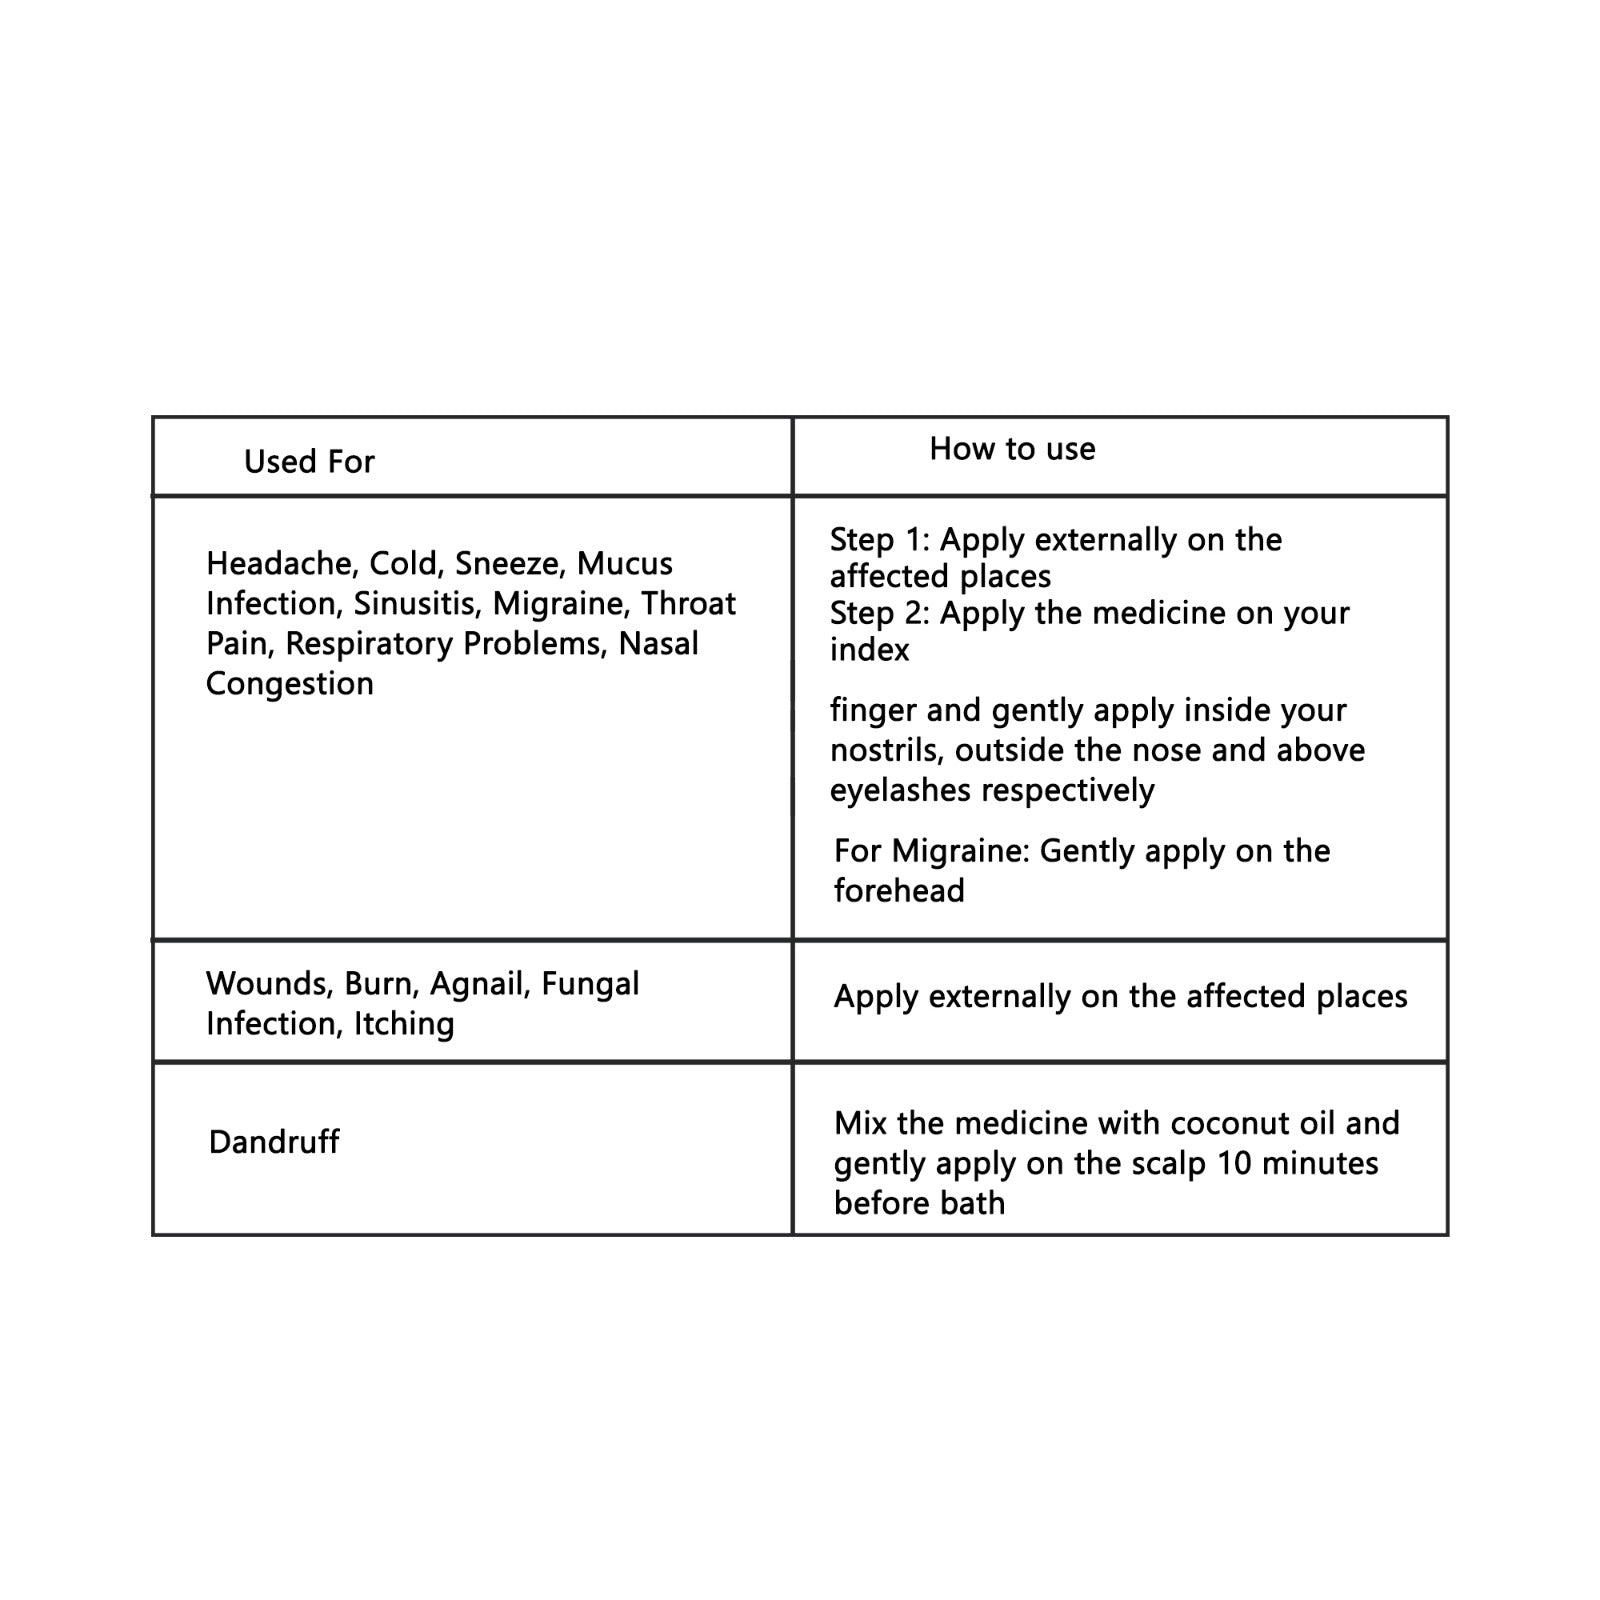 Used For
How to use
Headache, Cold, Sneeze, Mucus
Infection, Sinusitis, Migraine, Throat
Pain, Respiratory Problems, Nasal
Congestion
Step 1: Apply externally on the
affected places
Step 2: Apply the medicine on your
index
finger and gently apply inside your
nostrils, outside the nose and above
eyelashes respectively
For Migraine: Gently apply on the
forehead
Wounds, Burn, Agnail, Fungal
Infection, Itching
Apply externally on the affected places
Dandruff
Mix the medicine with coconut oil and
gently apply on the scalp 10 minutes
before bath